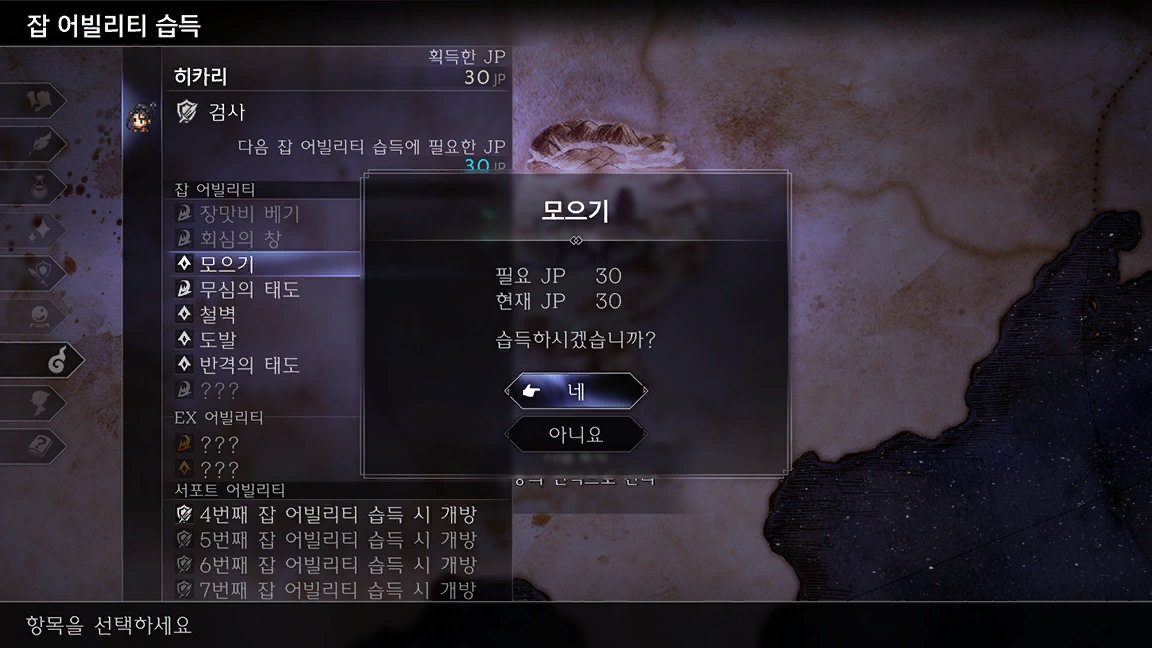 잡 어빌리티 습득
획득한 JP
히카리
30 JP
검사
다음 잡 어빌리티 습득에 필요한 JP
30 JP
잡 어빌리티
장맛비 베기
회심의 창
모으기
무심의 태도
철벽
도발
반격의 태도
???
EX 어빌리티
???
???
서포트 어빌리티
4번째 잡 어빌리티 습득 시 개방
5번째 잡 어빌리티 습득 시 개방
6번째 잡 어빌리티 습득 시 개방
7번째 잡 어빌리티 습득 시 개방
모으기
필요 JP 30
현재 JP 30
습득하시겠습니까?
네
아니요
항목을 선택하세요